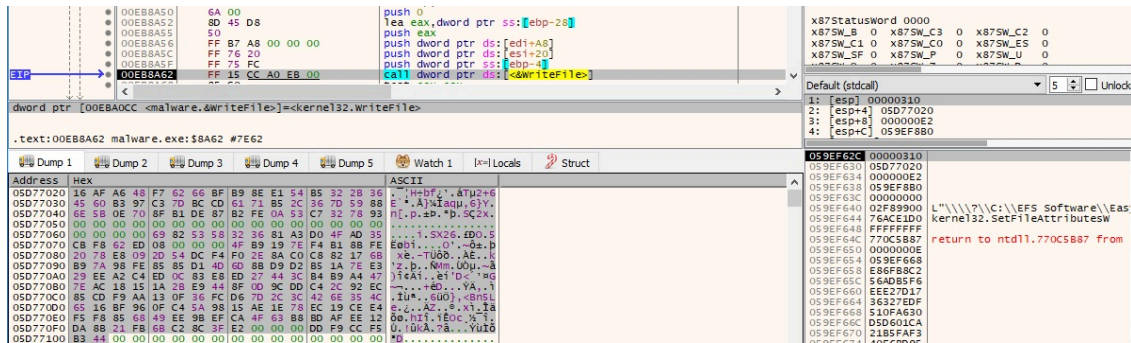 00EB8A50 6A 00 push 0
00EB8A52 8D 45 D8 lea eax,dword ptr ss:[ebp-28]
00EB8A55 50 push eax
00EB8A56 FF B7 A8 00 00 00 push dword ptr ds:[edi+A8]
00EB8A5C FF 76 20 push dword ptr ds:[esi+20]
00EB8A5F FF 75 FC push dword ptr ss:[ebp-4]
EIP 00EB8A62 FF 15 CC A0 EB 00 call dword ptr ds:[<&WriteFile>]
dword ptr [00EBA0CC <malware.&WriteFile>]=<kernel32.WriteFile>
.text:00EB8A62 malware.exe:$8A62 #7E62
x87StatusWord 0000
x87SW_B 0 x87SW_C3 0 x87SW_C2 0
x87SW_C1 0 x87SW_C0 0 x87SW_ES 0
x87SW_SF 0 x87SW_P 0 x87SW_U 0
Default (stdcall) 5 Unlock
1: [esp] 00000310
2: [esp+4] 05D77020
3: [esp+8] 000000E2
4: [esp+C] 059EF8B0
Dump 1 Dump 2 Dump 3 Dump 4 Dump 5 Watch 1 [x=] Locals Struct
Address Hex ASCII
05D77020 16 AF A6 48 F7 62 66 BF B9 8E E1 54 B5 32 2B 36
05D77030 45 60 B3 97 C3 7D BC CD 61 71 B5 2C 36 7D 59 88
05D77040 6E 5B 0E 70 8F B1 DE 87 B2 FE 0A 53 C7 32 78 93
05D77050 00 00 00 00 00 00 00 00 00 00 00 00 00 00 00 00
05D77060 00 00 00 00 69 82 53 58 32 36 81 A3 D0 4F AD 35
05D77070 CB F8 62 ED 08 00 00 00 4F B9 19 7E F4 B1 8B FE
05D77080 20 78 E8 09 2D 54 DC F4 F0 2E 8A C0 C8 82 17 6B
05D77090 B9 7A 98 FE 85 85 D1 4D 6D 8B D9 D2 B5 1A 7E E3
05D770A0 29 EE A2 C4 ED 0C 83 E8 ED 27 44 3C B4 B9 A4 47
05D770B0 7E AC 18 15 1A 2B E9 44 8F 0D 9C DD C4 2C 92 EC
05D770C0 85 CD F9 AA 13 0F 36 FC D6 7D 2C 3C 42 6E 35 4C
05D770D0 65 16 BF 96 0F C4 5A 98 15 AE 1E 78 EC 19 CE E4
05D770E0 F5 F8 85 68 49 EE 9B EF CA 4F 63 B8 BD AF EE 12
05D770F0 DA 8B 21 FB 6B C2 8C 3F E2 00 00 00 DD F9 CC F5
05D77100 B3 44 00 00 00 00 00 00 00 00 00 00 00 00 00 00
059EF62C 00000310
059EF630 05D77020
059EF634 000000E2
059EF638 059EF8B0
059EF63C 00000000
059EF640 02F89900 L"\\\\?\\C:\\EFS Software\\Eas
059EF644 76ACE1D0 kernel32.SetFileAttributesW
059EF648 FFFFFFFF
059EF64C 770C5B87 return to ntdll.770C5B87 from
059EF650 0000000E
059EF654 059EF668
059EF658 E86FB8C2
059EF65C 56ADB5F6
059EF660 EEE27D17
059EF664 36327EDF
059EF668 510FA630
059EF66C D5D601CA
059EF670 21B5FAF3